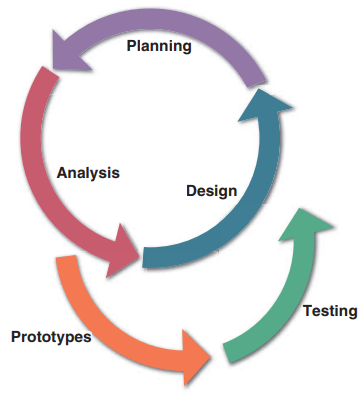 Planning
Analysis
Design
Testing
Prototypes